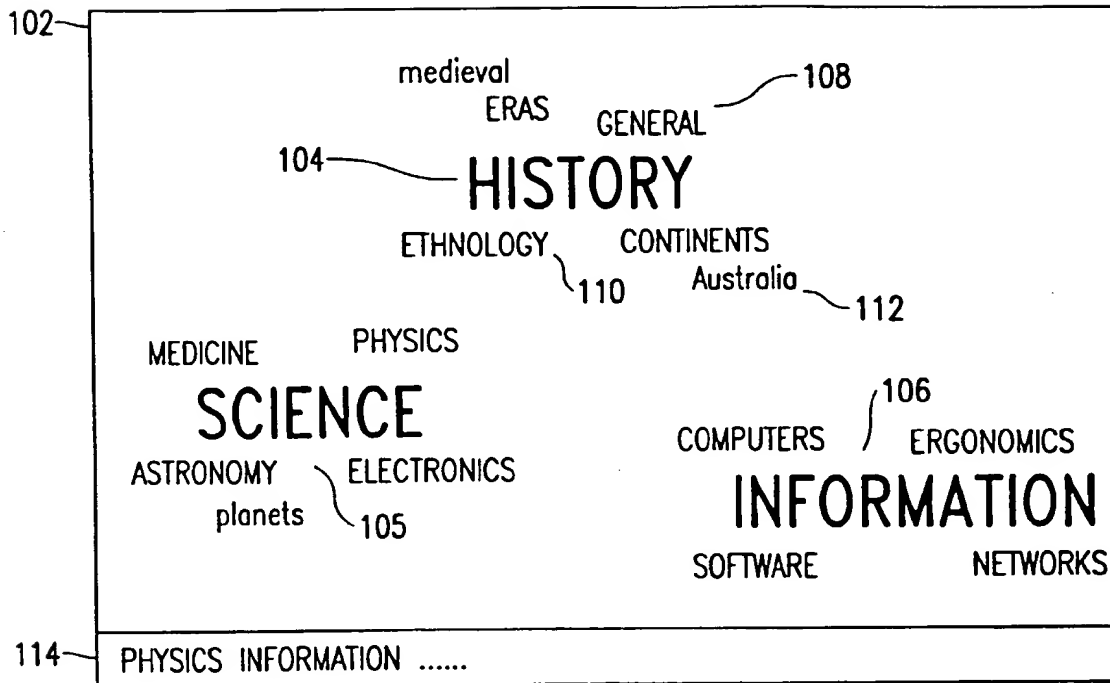 102
medieval
108
ERAS
GENERAL
104
HISTORY
ETHNOLOGY
CONTINENTS
110
Australia
112
MEDICINE
PHYSICS
SCIENCE
106
COMPUTERS
ERGONOMICS
ASTRONOMY
ELECTRONICS
INFORMATION
planets
105
SOFTWARE
NETWORKS
114
PHYSICS INFORMATION ......